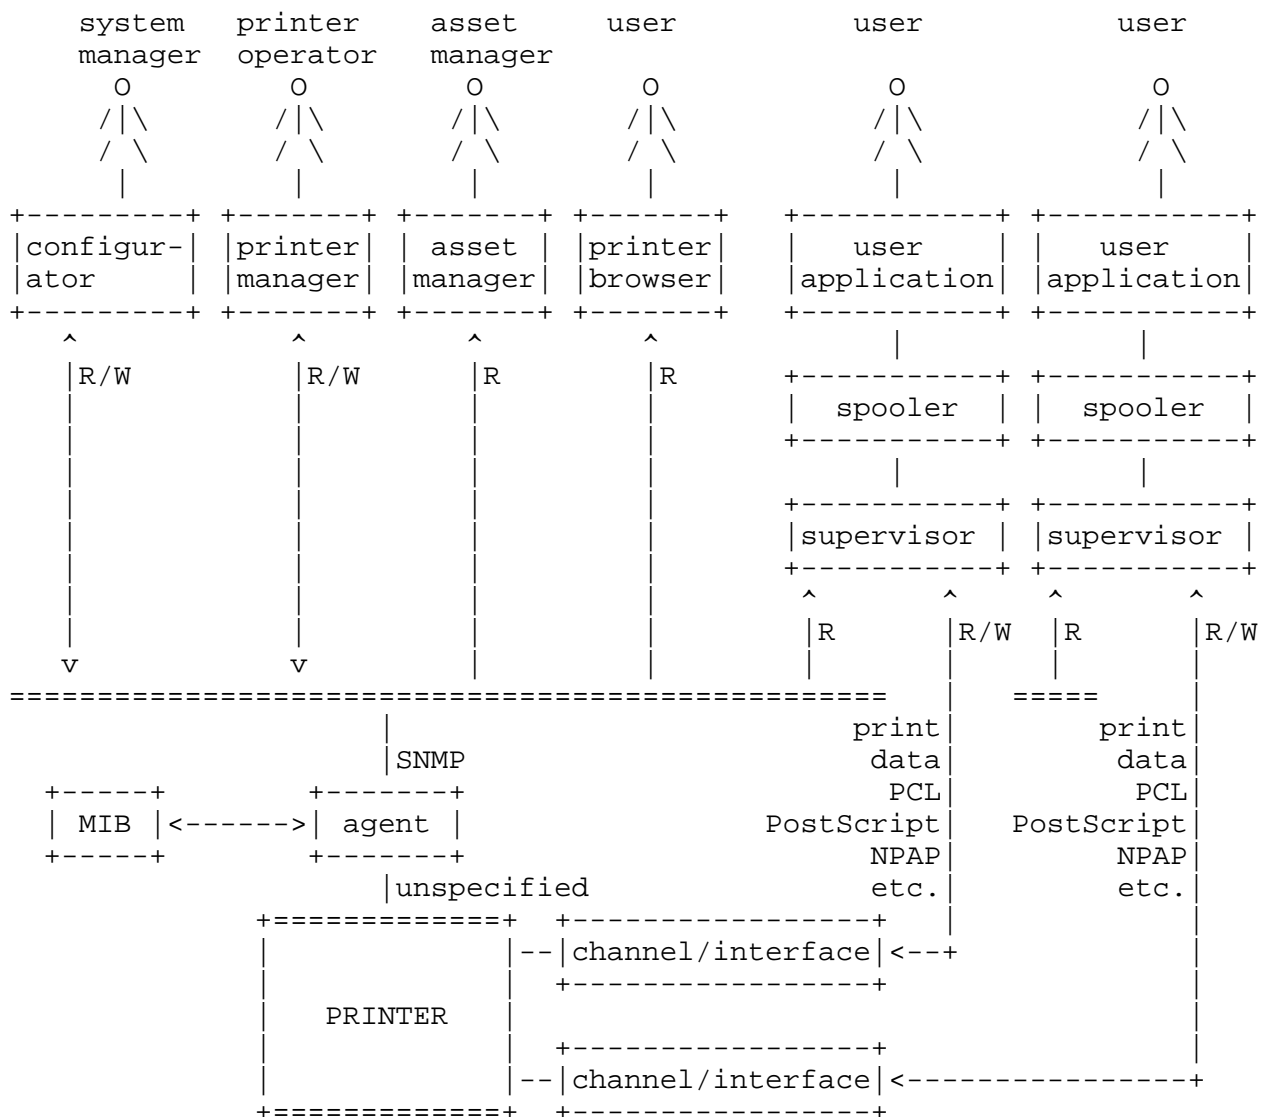 system printer asset user user user
manager operator manager
O O O O O O
configur- printer asset printer user user
ator manager manager browser application application
R/W R/W R R
spooler spooler
supervisor supervisor
R R/W R R/W
v v
print print
SNMP data data
PCL PCL
MIB agent PostScript PostScript
NPAP NPAP
unspecified etc. etc.
channel/interface
PRINTER
channel/interface